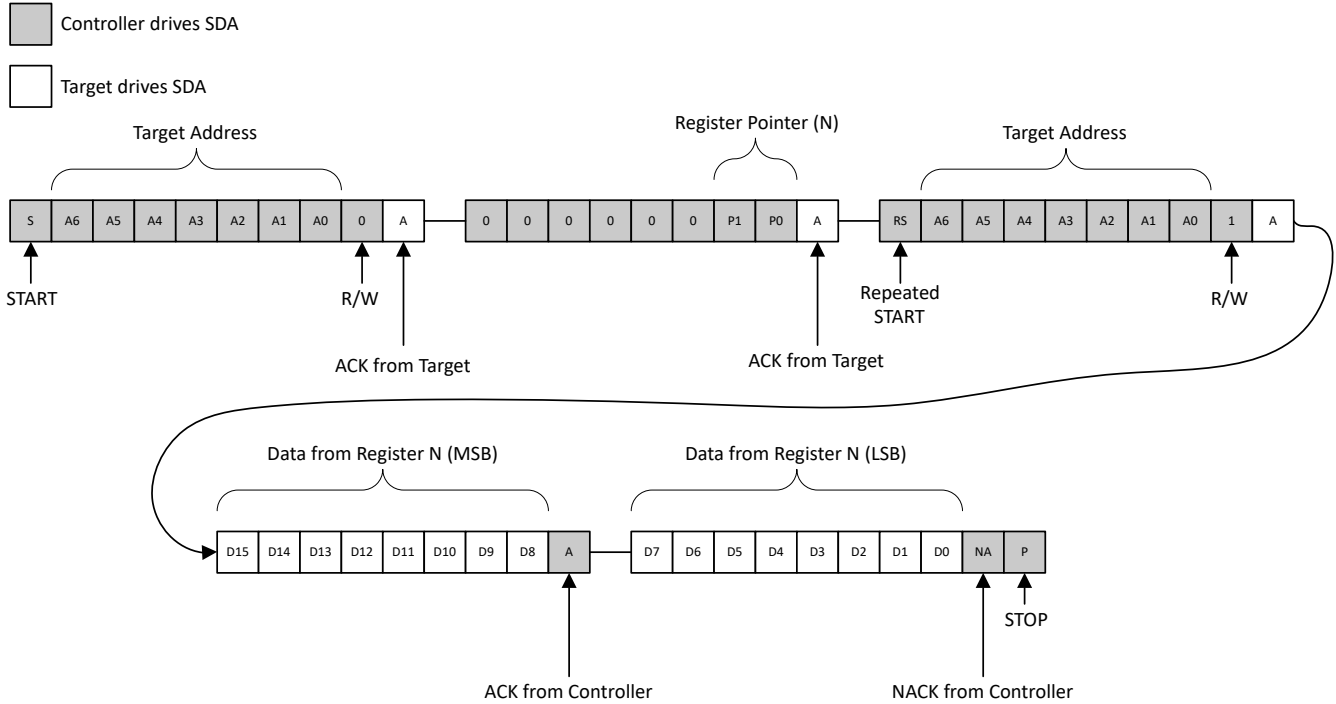 Controller drives SDA
Target drives SDA
Target Address
Register Pointer (N)
Target Address
S A6 A5 A4 A3 A2 A1 A0 0 A 0 0 0 0 0 0 P1 P0 A RS A6 A5 A4 A3 A2 A1 A0 1 A
START
R/W
Repeated
START
R/W
ACK from Target
ACK from Target
Data from Register N (MSB)
Data from Register N (LSB)
D15 D14 D13 D12 D11 D10 D9 D8 A D7 D6 D5 D4 D3 D2 D1 D0 NA P
STOP
ACK from Controller
NACK from Controller